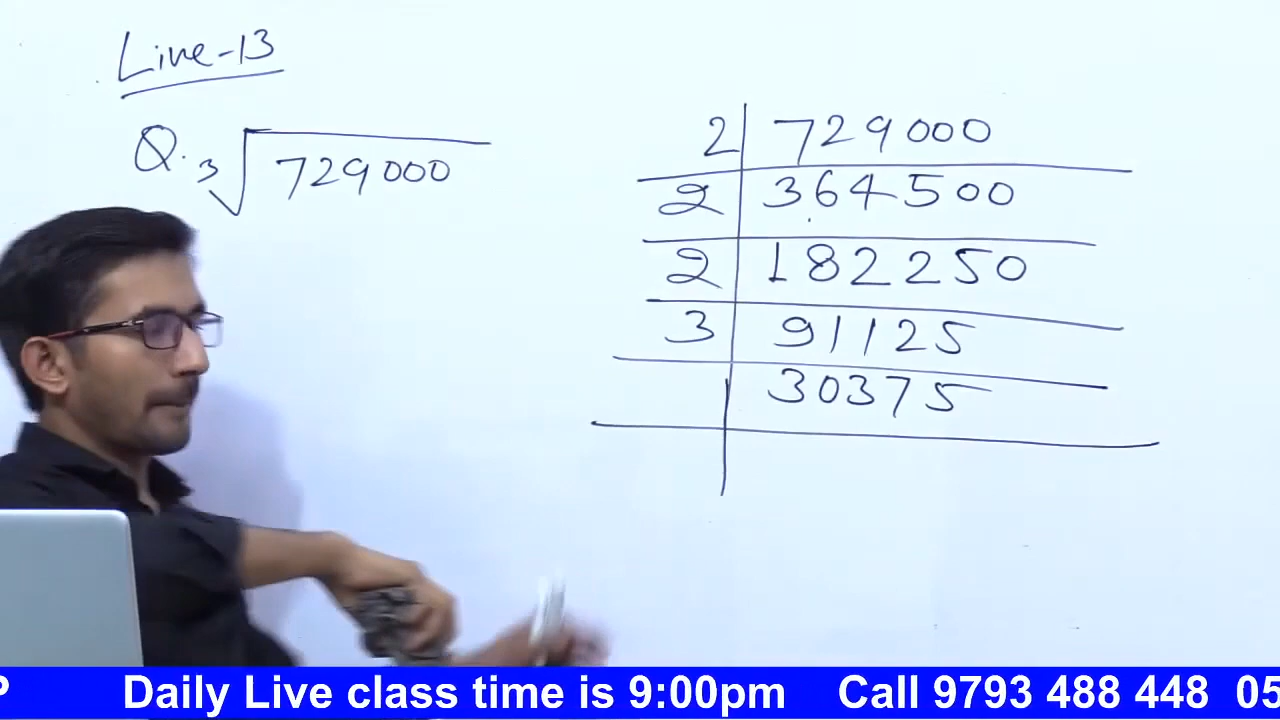 Live-13
Q. 3√729000
2 | 729000
2 | 364500
2 | 182250
3 | 91125
30375
P Daily Live class time is 9:00pm Call 9793 488 448 05